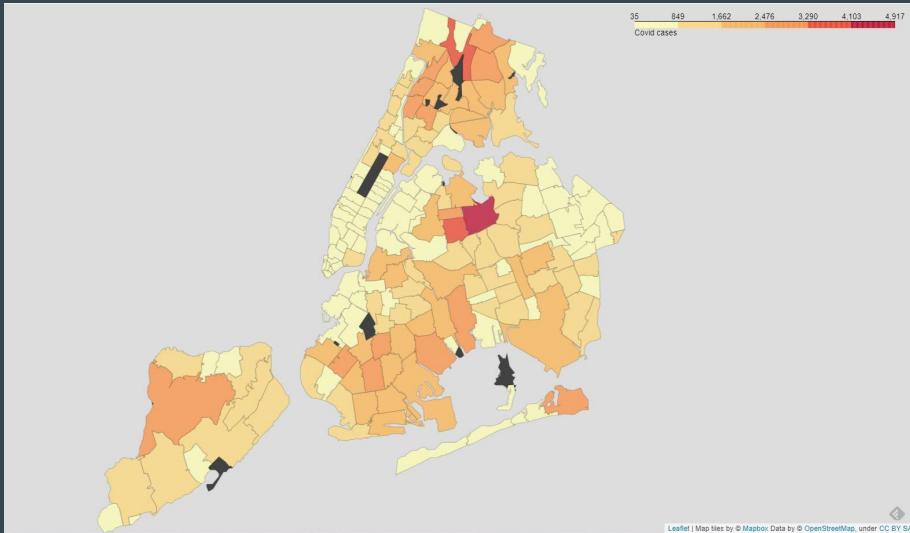 35 849 1,662 2,476 3,290 4,103 4,917
Covid cases
Leaflet | Map tiles by © Mapbox Data by © OpenStreetMap, under CC BY SA